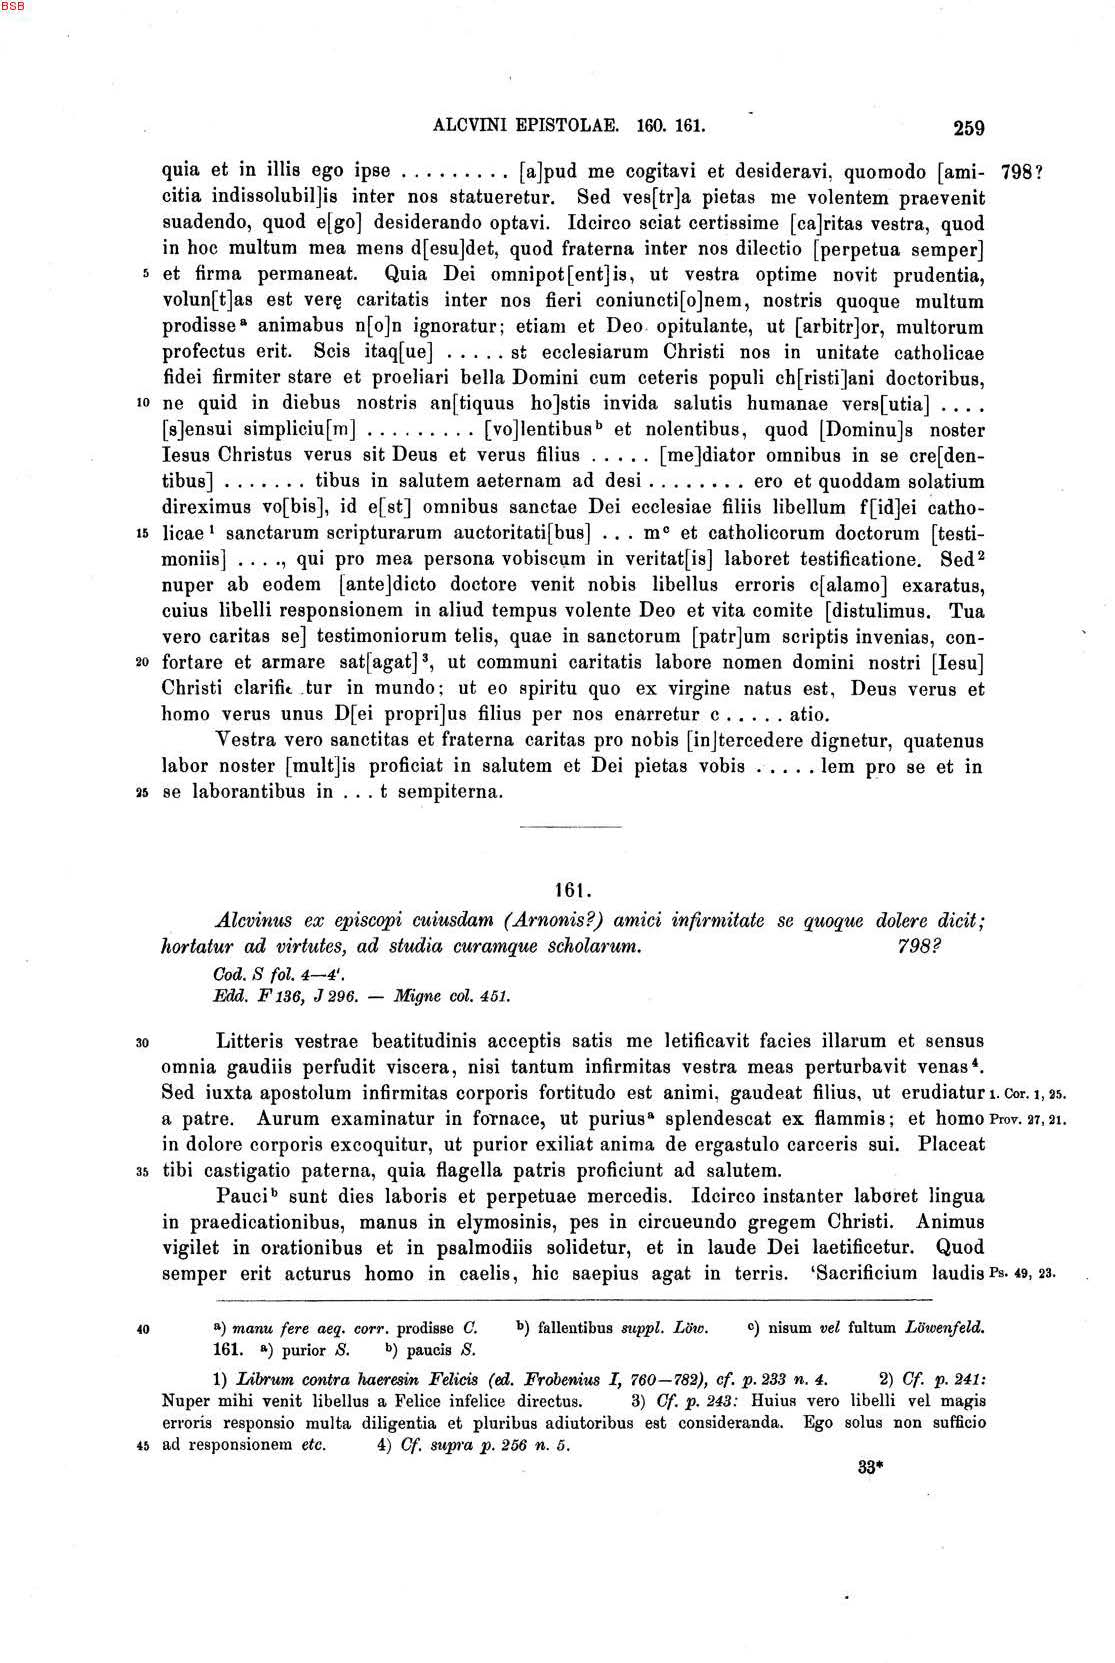 BSB
ALCVINI EPISTOLAE. 160. 161. 259
quia et in illis ego ipse ......... [a]pud me cogitavi et desideravi, quomodo [ami- 798?
citia indissolubil]is inter nos statueretur. Sed ves[tr]a pietas me volentem praevenit
suadendo, quod e[go] desiderando optavi. Idcirco sciat certissime [ca]ritas vestra, quod
in hoc multum mea mens d[esu]det, quod fraterna inter nos dilectio [perpetua semper]
5 et firma permaneat. Quia Dei omnipot[ent]is, ut vestra optime novit prudentia,
volun[t]as est verę caritatis inter nos fieri coniuncti[o]nem, nostris quoque multum
prodisse a animabus n[o]n ignoratur; etiam et Deo opitulante, ut [arbitr]or, multorum
profectus erit. Scis itaq[ue] ..... st ecclesiarum Christi nos in unitate catholicae
fidei firmiter stare et proeliari bella Domini cum ceteris populi ch[risti]ani doctoribus,
10 ne quid in diebus nostris an[tiquus ho]stis invida salutis humanae vers[utia] ....
[s]ensui simpliciu[m] ......... [vo]lentibus b et nolentibus, quod [Dominu]s noster
Iesus Christus verus sit Deus et verus filius ..... [me]diator omnibus in se cre[den-
tibus] ....... tibus in salutem aeternam ad desi ........ ero et quoddam solatium
direximus vo[bis], id e[st] omnibus sanctae Dei ecclesiae filiis libellum f[id]ei catho-
15 licae 1 sanctarum scripturarum auctoritati[bus] ... m c et catholicorum doctorum [testi-
moniis] ...., qui pro mea persona vobiscum in veritat[is] laboret testificatione. Sed 2
nuper ab eodem [ante]dicto doctore venit nobis libellus erroris c[alamo] exaratus,
cuius libelli responsionem in aliud tempus volente Deo et vita comite [distulimus. Tua
vero caritas se] testimoniorum telis, quae in sanctorum [patr]um scriptis invenias, con-
20 fortare et armare sat[agat] 3, ut communi caritatis labore nomen domini nostri [Iesu]
Christi clarifi tur in mundo; ut eo spiritu quo ex virgine natus est, Deus verus et
homo verus unus D[ei propri]us filius per nos enarretur c ..... atio.
Vestra vero sanctitas et fraterna caritas pro nobis [in]tercedere dignetur, quatenus
labor noster [mult]is proficiat in salutem et Dei pietas vobis ..... lem pro se et in
25 se laborantibus in ... t sempiterna.
161.
Alcvinus ex episcopi cuiusdam (Arnonis?) amici infirmitate se quoque dolere dicit;
hortatur ad virtutes, ad studia curamque scholarum. 798?
Cod. S fol. 4—4'.
Edd. F 136, J 296. — Migne col. 451.
30 Litteris vestrae beatitudinis acceptis satis me letificavit facies illarum et sensus
omnia gaudiis perfudit viscera, nisi tantum infirmitas vestra meas perturbavit venas 4.
Sed iuxta apostolum infirmitas corporis fortitudo est animi, gaudeat filius, ut erudiatur 1. Cor. 1, 25.
a patre. Aurum examinatur in fornace, ut purius a splendescat ex flammis; et homo Prov. 27, 21.
in dolore corporis excoquitur, ut purior exiliat anima de ergastulo carceris sui. Placeat
35 tibi castigatio paterna, quia flagella patris proficiunt ad salutem.
Pauci b sunt dies laboris et perpetuae mercedis. Idcirco instanter laboret lingua
in praedicationibus, manus in elymosinis, pes in circueundo gregem Christi. Animus
vigilet in orationibus et in psalmodiis solidetur, et in laude Dei laetificetur. Quod
semper erit acturus homo in caelis, hic saepius agat in terris. ‘Sacrificium laudis Ps. 49, 23.
40 a) manu fere aeq. corr. prodisse C. b) fallentibus suppl. Löw. c) nisum vel fultum Löwenfeld.
161. a) purior S. b) paucis S.
1) Librum contra haeresin Felicis (ed. Frobenius I, 760—782), cf. p. 233 n. 4. 2) Cf. p. 241:
Nuper mihi venit libellus a Felice infelice directus. 3) Cf. p. 243: Huius vero libelli vel magis
erroris responsio multa diligentia et pluribus adiutoribus est consideranda. Ego solus non sufficio
45 ad responsionem etc. 4) Cf. supra p. 256 n. 5.
33*